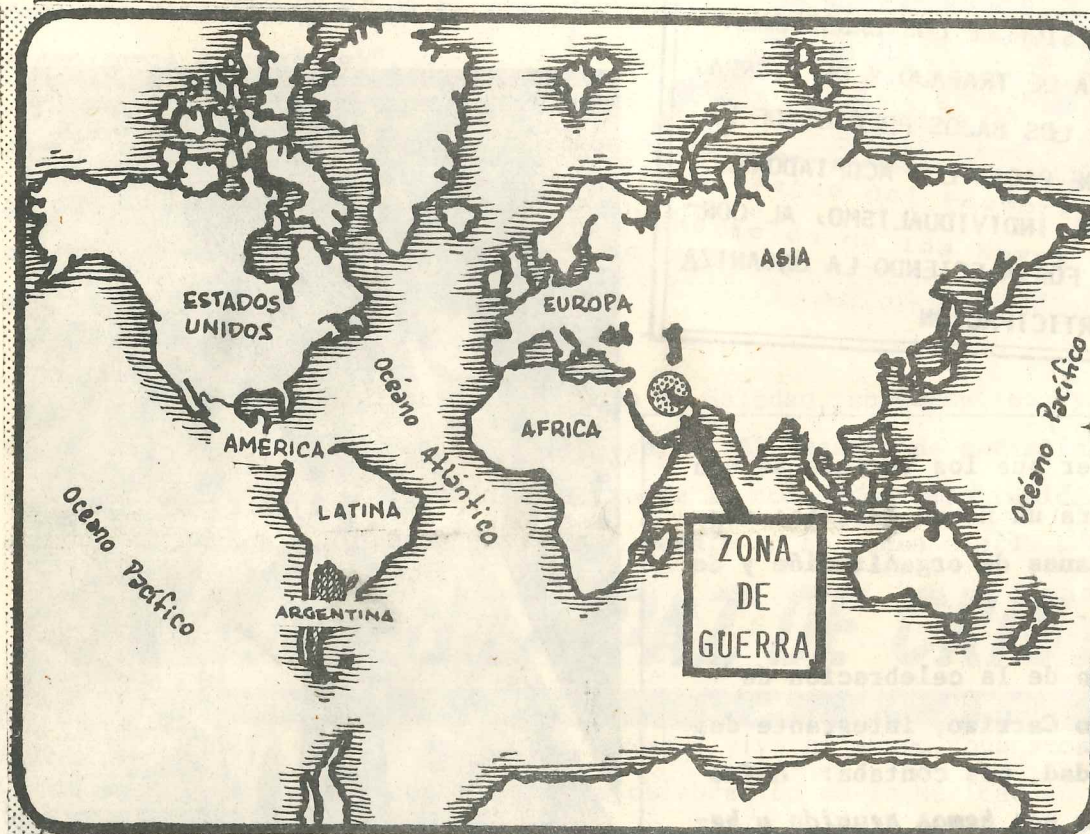 ESTADOS
UNIDOS
EUROPA
ASIA
Océano
Atlántico
AMERICA
LATINA
AFRICA
Océano
Pacífico
Océano Pacífico
ARGENTINA
ZONA
DE
GUERRA